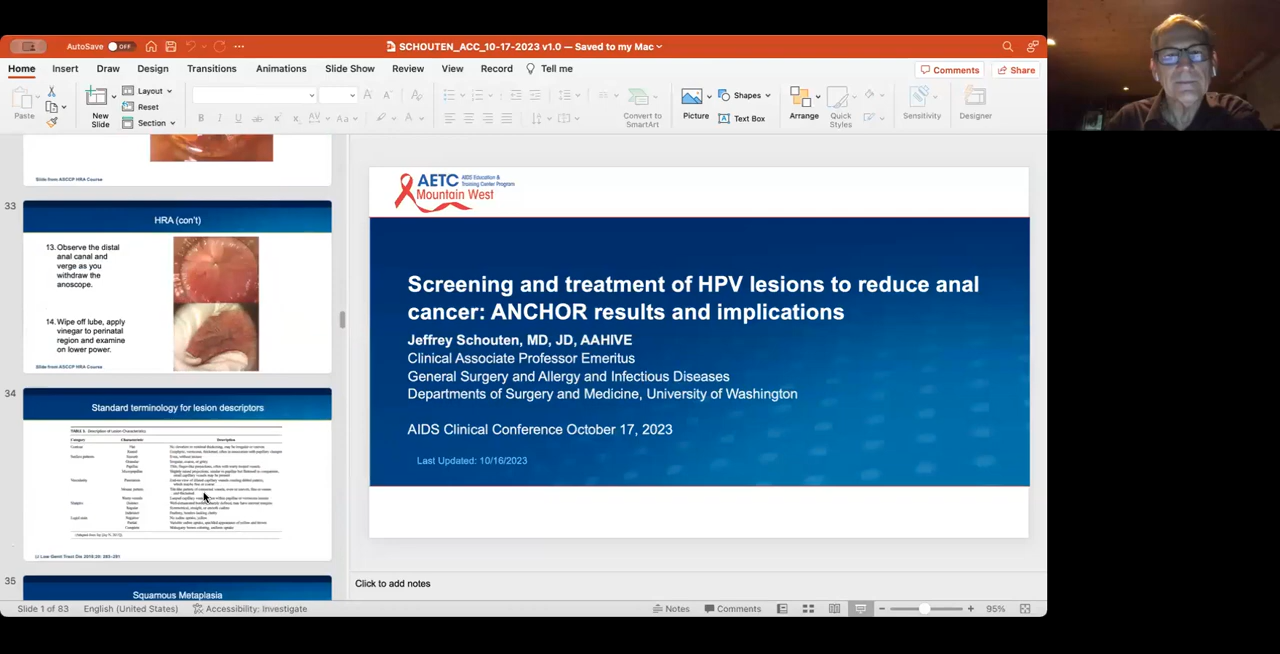 AutoSave OFF
SCHOUTEN_ACC_10-17-2023 v1.0 — Saved to my Mac
Home Insert Draw Design Transitions Animations Slide Show Review View Record Tell me
Comments Share
Paste
New
Slide
Layout
Reset
Section
Convert to
SmartArt
Picture
Shapes
Text Box
Arrange
Quick
Styles
Sensitivity
Designer
Slide from ASCCP HRA Course
33
HRA (con't)
13. Observe the distal
anal canal and
verge as you
withdraw the
anoscope.
14. Wipe off lube, apply
vinegar to perinatal
region and examine
on lower power.
Slide from ASCCP HRA Course
34
Standard terminology for lesion descriptors
Category Characteristic Description
35
Squamous Metaplasia
AETC AIDS Education &
Training Center Program
Mountain West
Screening and treatment of HPV lesions to reduce anal
cancer: ANCHOR results and implications
Jeffrey Schouten, MD, JD, AAHIVE
Clinical Associate Professor Emeritus
General Surgery and Allergy and Infectious Diseases
Departments of Surgery and Medicine, University of Washington
AIDS Clinical Conference October 17, 2023
Last Updated: 10/16/2023
Click to add notes
Slide 1 of 83 English (United States) Accessibility: Investigate
Notes Comments 95%